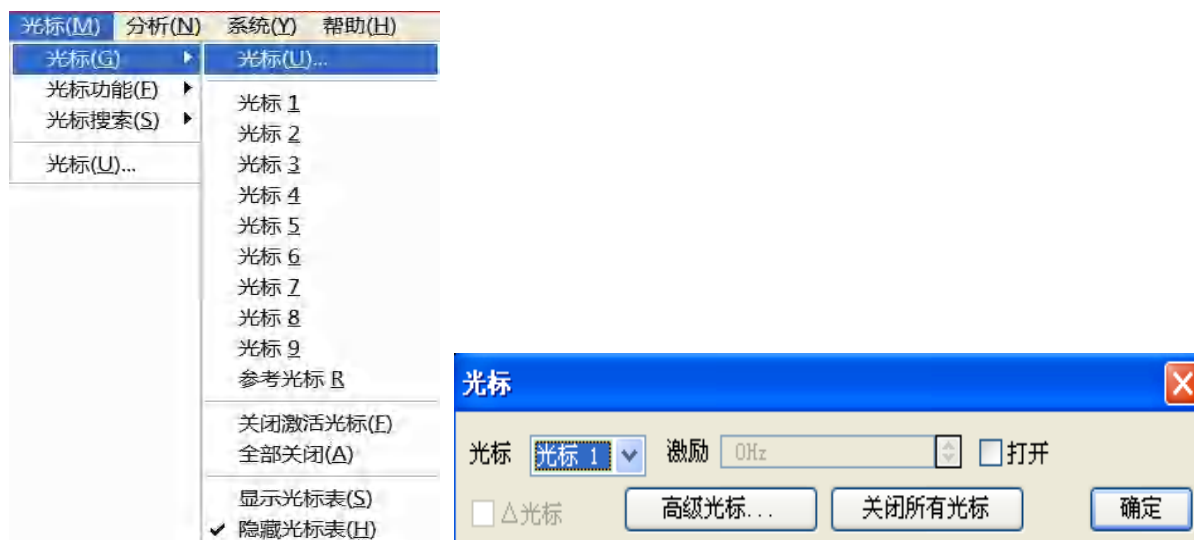 光标(M) 分析(N) 系统(Y) 帮助(H)
光标(G)
光标功能(F)
光标搜索(S)
光标(U)...
光标(U)...
光标 1
光标 2
光标 3
光标 4
光标 5
光标 6
光标 7
光标 8
光标 9
参考光标 R
关闭激活光标(F)
全部关闭(A)
显示光标表(S)
隐藏光标表(H)
光标
光标 光标 1 激励 0Hz 打开
△光标 高级光标... 关闭所有光标 确定